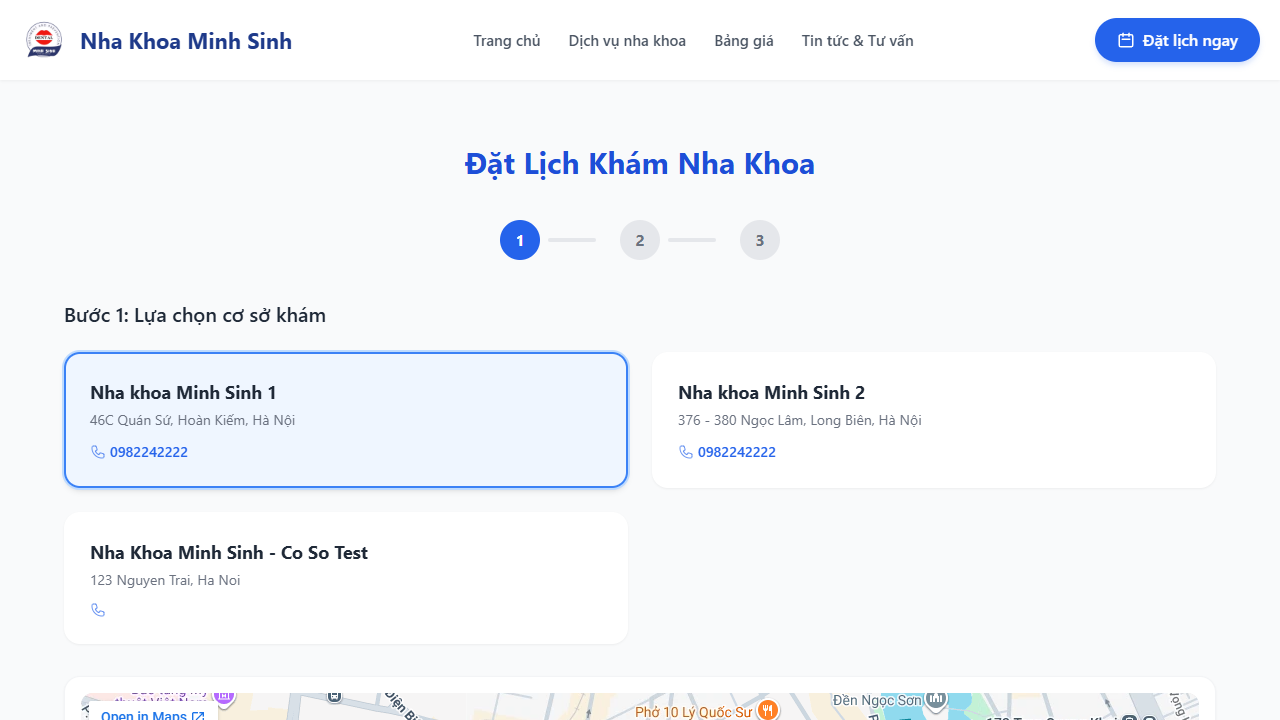 DENTAL
MINH SINH
Nha Khoa Minh Sinh
Trang chủ
Dịch vụ nha khoa
Bảng giá
Tin tức & Tư vấn
Đặt lịch ngay
Đặt Lịch Khám Nha Khoa
1
2
3
Bước 1: Lựa chọn cơ sở khám
Nha khoa Minh Sinh 1
46C Quán Sứ, Hoàn Kiếm, Hà Nội
0982242222
Nha khoa Minh Sinh 2
376 - 380 Ngọc Lâm, Long Biên, Hà Nội
0982242222
Nha Khoa Minh Sinh - Co So Test
123 Nguyen Trai, Ha Noi
Open in Maps
Điện
Phở 10 Lý Quốc Sư
Đền Ngọc Sơn